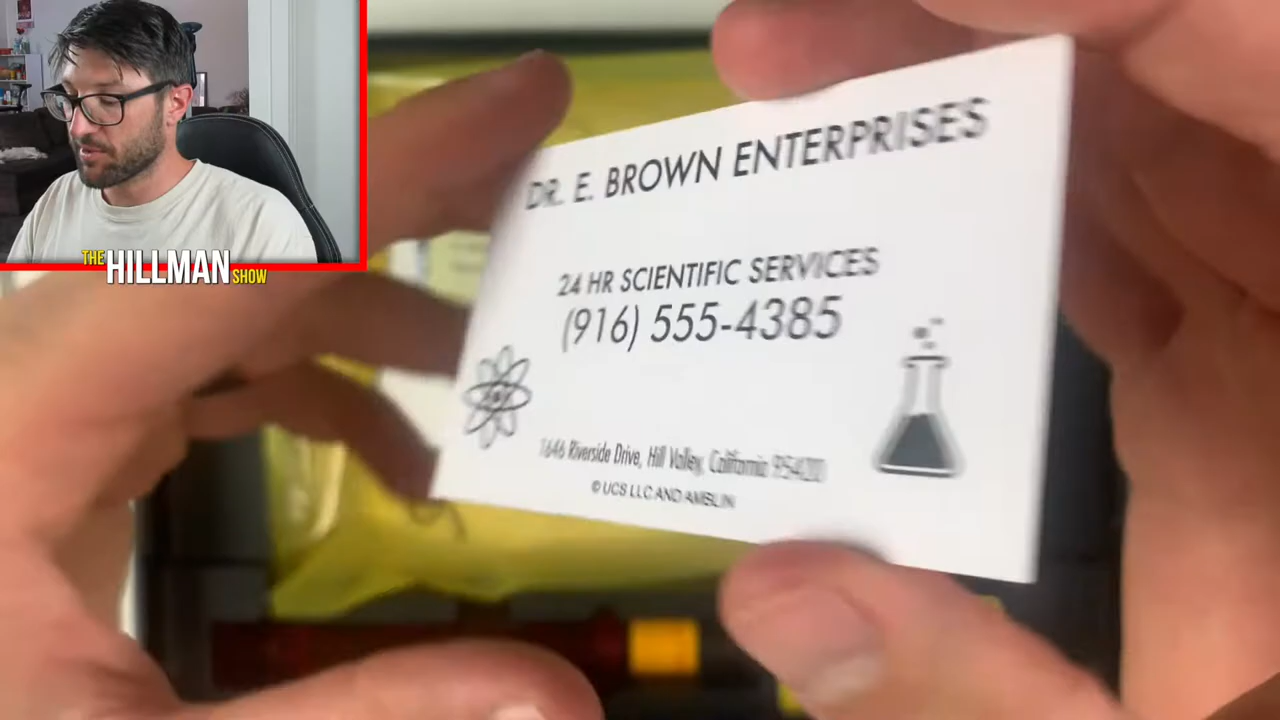 THE HILLMAN SHOW
DR. E. BROWN ENTERPRISES
24 HR SCIENTIFIC SERVICES
(916) 555-4385
1646 Riverside Drive, Hill Valley, California 95420
© UCS LLC AND AMBLIN